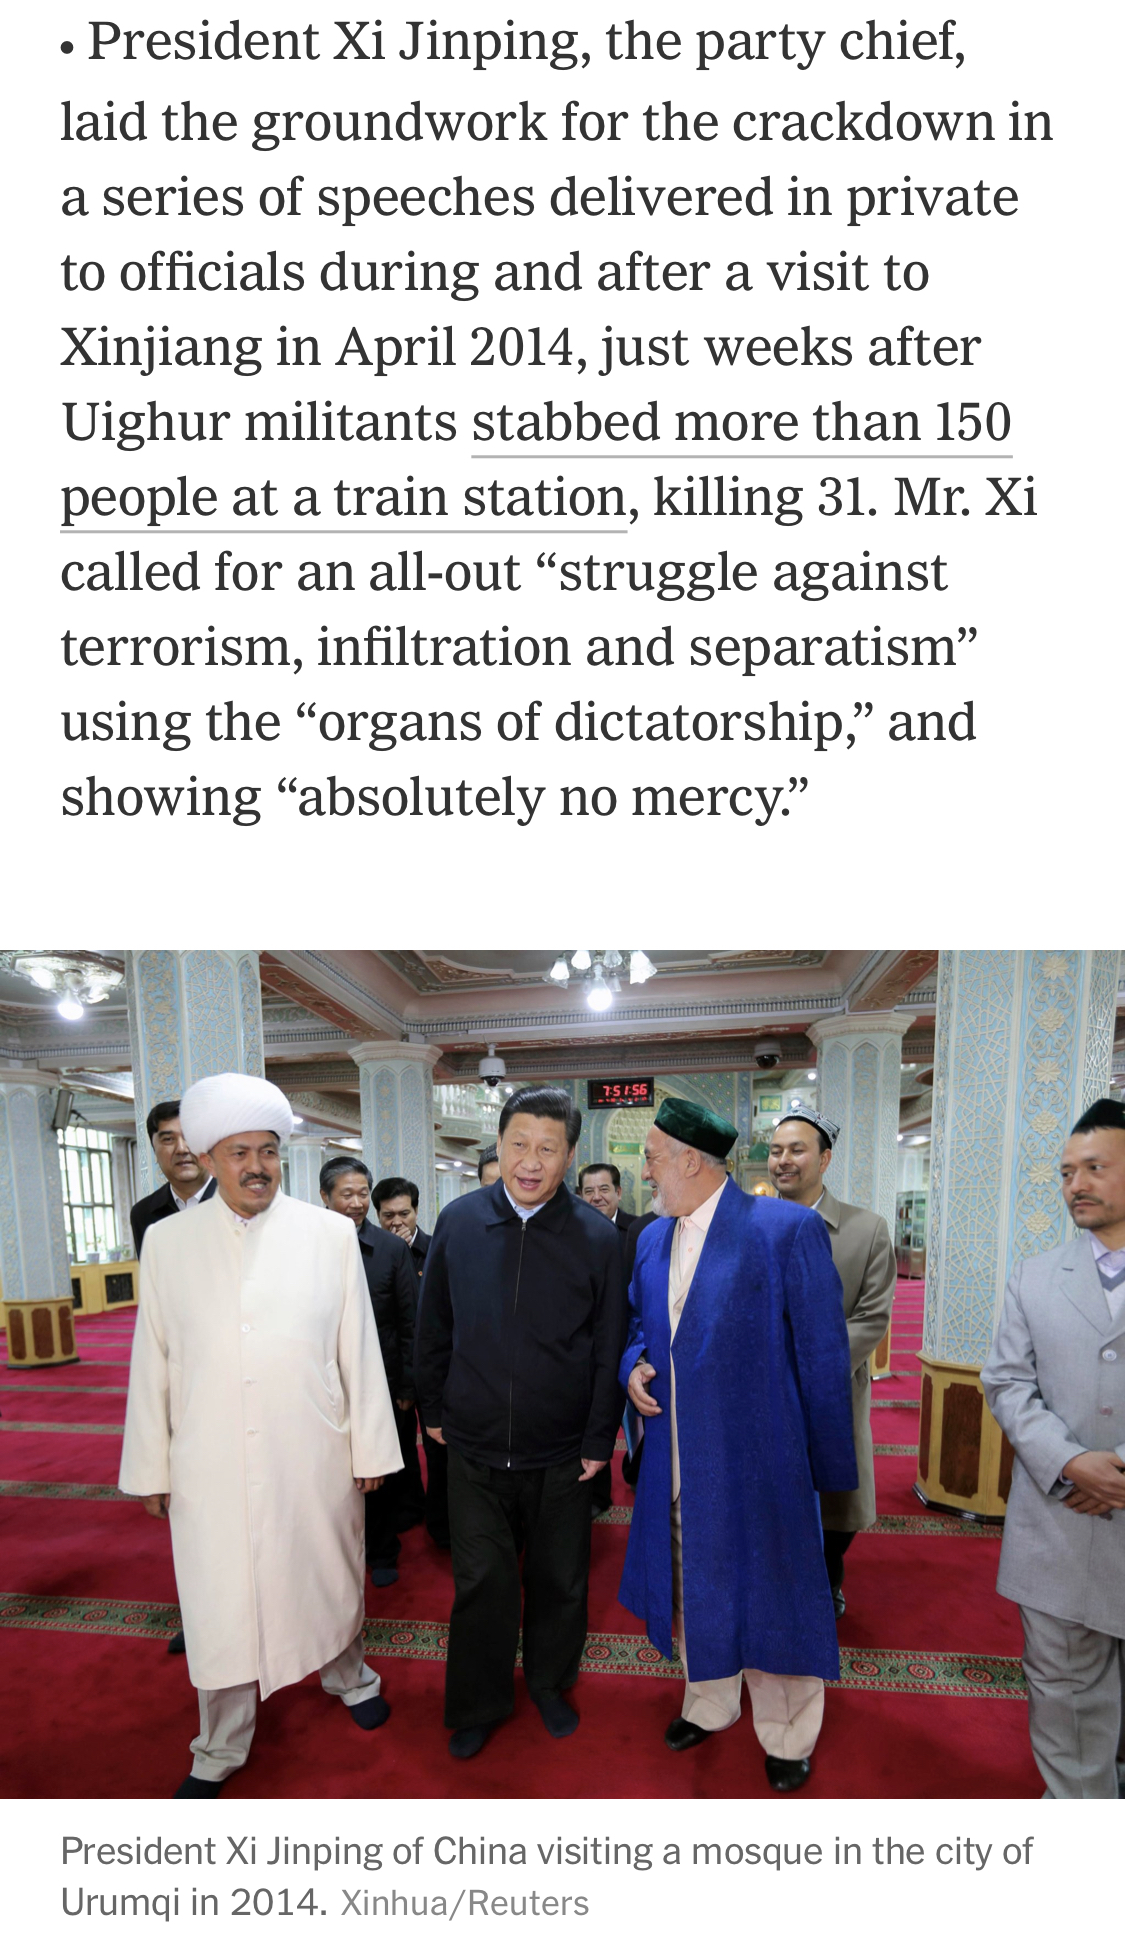 • President Xi Jinping, the party chief,
laid the groundwork for the crackdown in
a series of speeches delivered in private
to officials during and after a visit to
Xinjiang in April 2014, just weeks after
Uighur militants stabbed more than 150
people at a train station, killing 31. Mr. Xi
called for an all-out “struggle against
terrorism, infiltration and separatism”
using the “organs of dictatorship,” and
showing “absolutely no mercy.”
7:51:56
President Xi Jinping of China visiting a mosque in the city of
Urumqi in 2014. Xinhua/Reuters